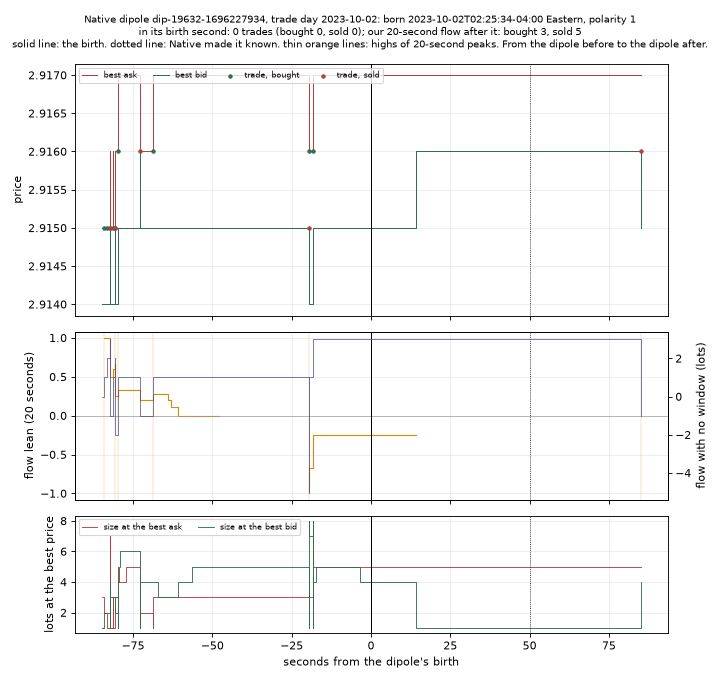 Native dipole dip-19632-1696227934, trade day 2023-10-02: born 2023-10-02T02:25:34-04:00 Eastern, polarity 1
in its birth second: 0 trades (bought 0, sold 0); our 20-second flow after it: bought 3, sold 5
solid line: the birth. dotted line: Native made it known. thin orange lines: highs of 20-second peaks. From the dipole before to the dipole after.
best ask best bid trade, bought trade, sold
2.9170
2.9165
2.9160
2.9155
2.9150
2.9145
2.9140
price
1.0
0.5
0.0
−0.5
−1.0
flow lean (20 seconds)
2
0
−2
−4
flow with no window (lots)
size at the best ask size at the best bid
8
6
4
2
lots at the best price
−75 −50 −25 0 25 50 75
seconds from the dipole's birth